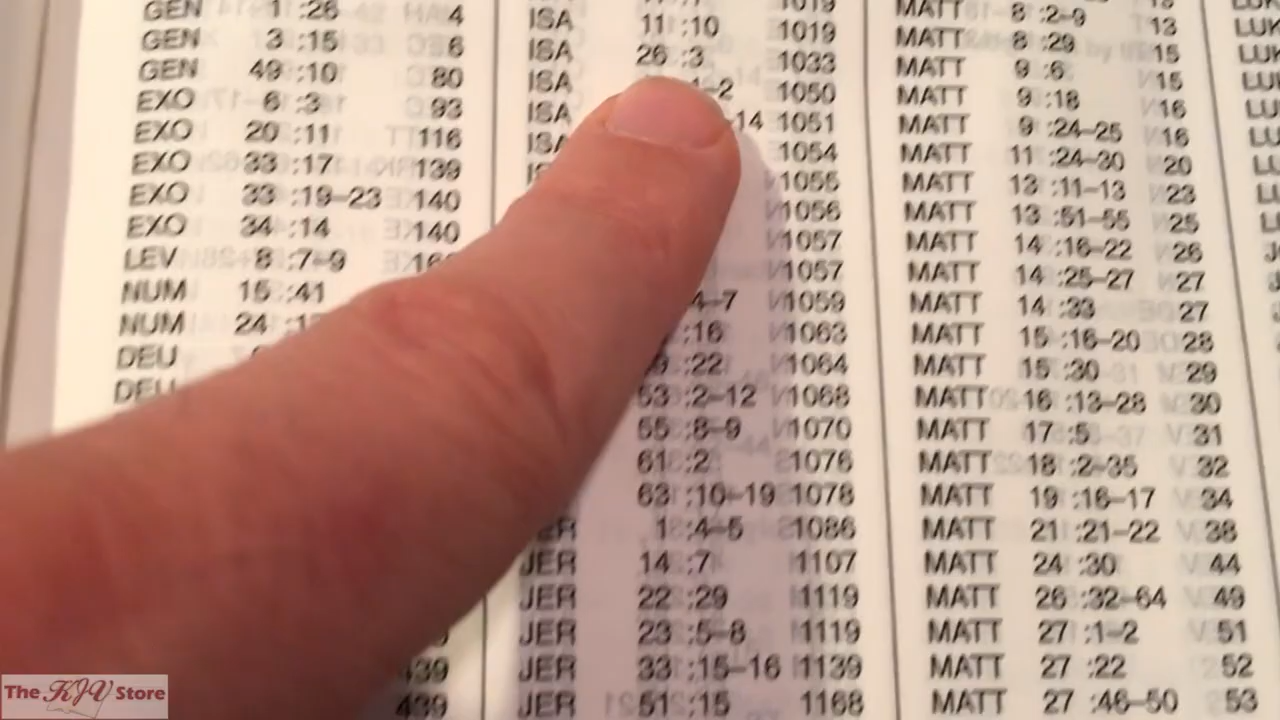 GEN 1 :26 4
GEN 3 :15 6
GEN 49 :10 80
EXO 6 :3 93
EXO 20 :11 116
EXO 33 :17 139
EXO 33 :19–23 140
EXO 34 :14 140
LEV 8 :7–9
NUM 15 :41
NUM 24
DEU
DEU
439
439
1019
ISA 11 :10 1019
ISA 26 :3 1033
ISA –2 1050
ISA –14 1051
1054
1055
1056
1057
1057
4–7 1059
:16 1063
:22 1064
53 :2–12 1068
55 :8–9 1070
61 :2 1076
63 :10–19 1078
JER 1 :4–5 1086
JER 14 :7 1107
JER 22 :29 1119
JER 23 :5–8 1119
JER 33 :15–16 1139
JER 51 :15 1168
MATT 8 :2–9 13
MATT 8 :29 15
MATT 9 :6 15
MATT 9 :18 16
MATT 9 :24–25 16
MATT 11 :24–30 20
MATT 13 :11–13 23
MATT 13 :51–55 25
MATT 14 :16–22 26
MATT 14 :25–27 27
MATT 14 :33 27
MATT 15 :16–20 28
MATT 15 :30 29
MATT 16 :13–28 30
MATT 17 :5 31
MATT 18 :2–35 32
MATT 19 :16–17 34
MATT 21 :21–22 38
MATT 24 :30 44
MATT 26 :32–64 49
MATT 27 :1–2 51
MATT 27 :22 52
MATT 27 :46–50 53
The KJV Store